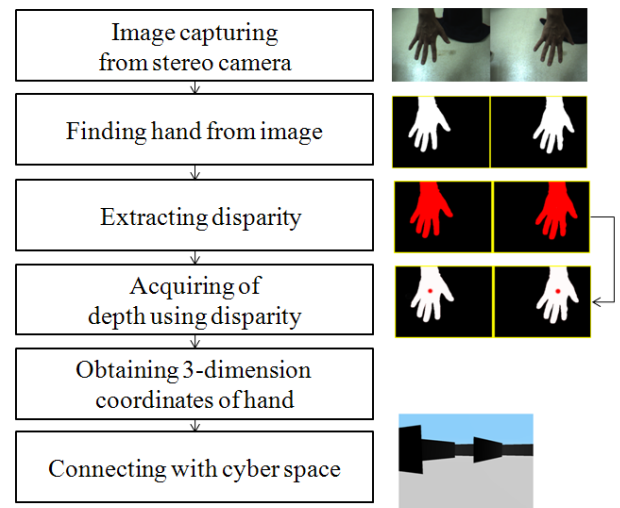 Image capturing
from stereo camera
Finding hand from image
Extracting disparity
Acquiring of
depth using disparity
Obtaining 3-dimension
coordinates of hand
Connecting with cyber space